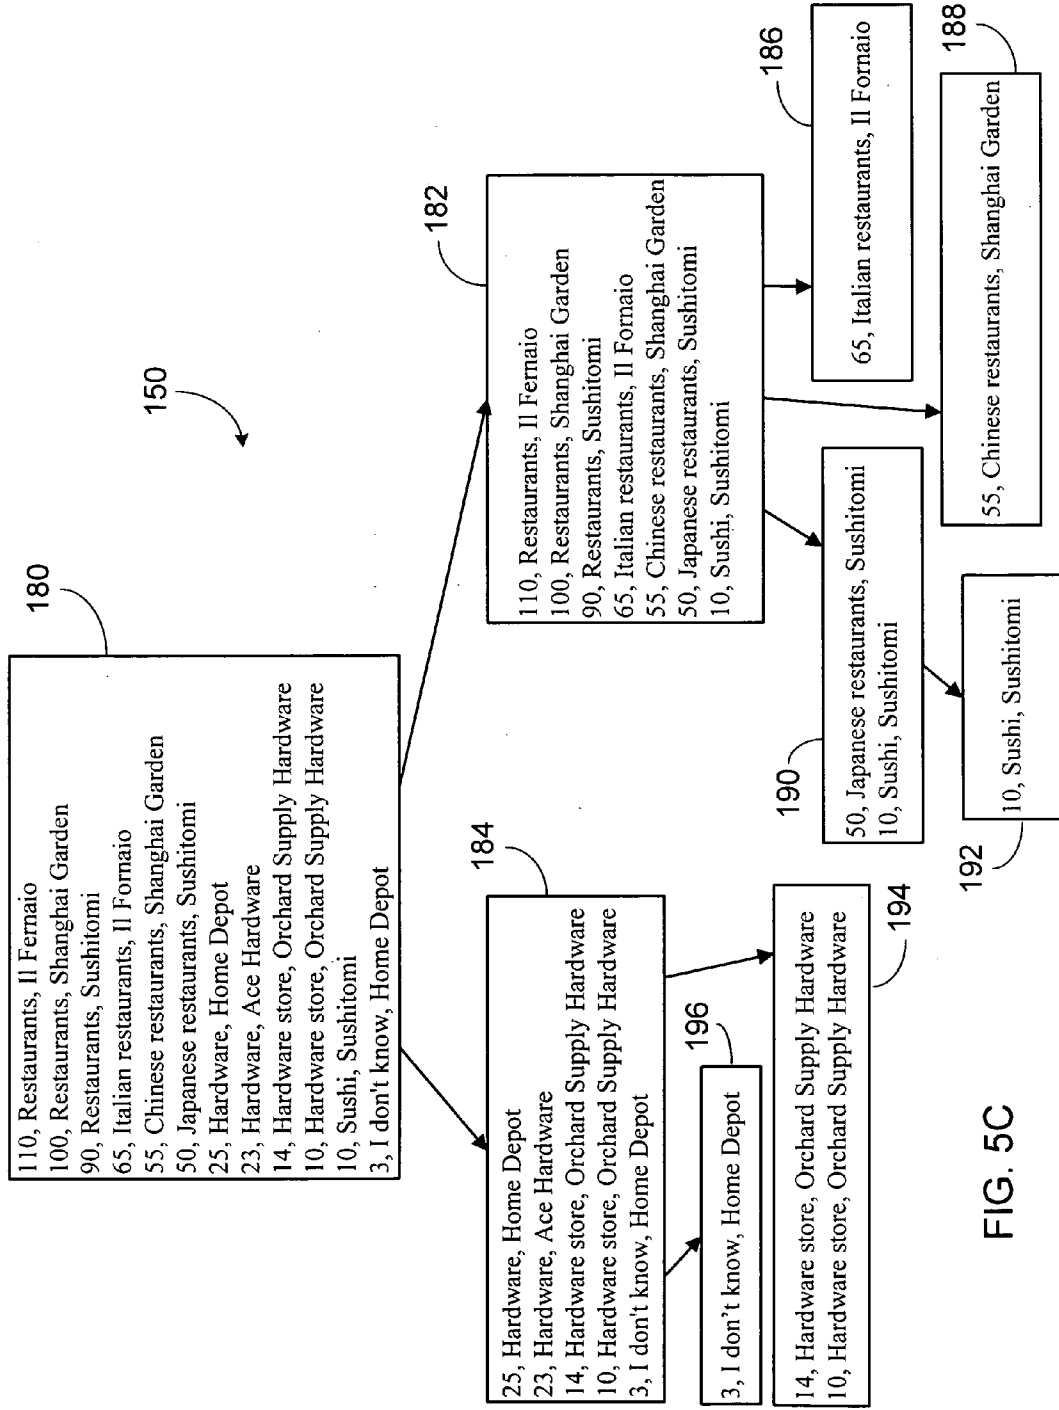 150
180
110, Restaurants, Il Fernaio
100, Restaurants, Shanghai Garden
90, Restaurants, Sushitomi
65, Italian restaurants, Il Fornaio
55, Chinese restaurants, Shanghai Garden
50, Japanese restaurants, Sushitomi
25, Hardware, Home Depot
23, Hardware, Ace Hardware
14, Hardware store, Orchard Supply Hardware
10, Hardware store, Orchard Supply Hardware
10, Sushi, Sushitomi
3, I don't know, Home Depot
184
25, Hardware, Home Depot
23, Hardware, Ace Hardware
14, Hardware store, Orchard Supply Hardware
10, Hardware store, Orchard Supply Hardware
3, I don't know, Home Depot
182
110, Restaurants, Il Fernaio
100, Restaurants, Shanghai Garden
90, Restaurants, Sushitomi
65, Italian restaurants, Il Fornaio
55, Chinese restaurants, Shanghai Garden
50, Japanese restaurants, Sushitomi
10, Sushi, Sushitomi
196
3, I don't know, Home Depot
194
14, Hardware store, Orchard Supply Hardware
10, Hardware store, Orchard Supply Hardware
190
50, Japanese restaurants, Sushitomi
10, Sushi, Sushitomi
186
65, Italian restaurants, Il Fornaio
192
10, Sushi, Sushitomi
188
55, Chinese restaurants, Shanghai Garden
FIG. 5C